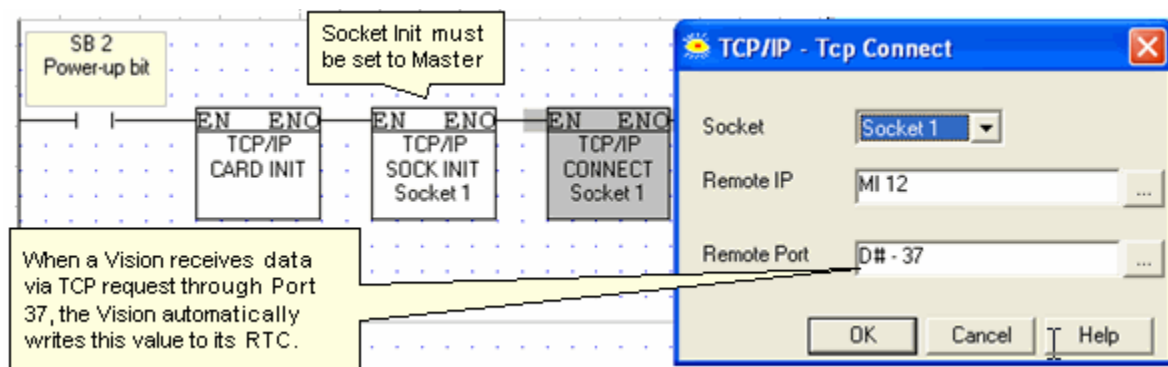 SB 2
Power-up bit
Socket Init must
be set to Master
EN ENO
TCP/IP
CARD INIT
EN ENO
TCP/IP
SOCK INIT
Socket 1
EN ENO
TCP/IP
CONNECT
Socket 1
When a Vision receives data
via TCP request through Port
37, the Vision automatically
writes this value to its RTC.
TCP/IP - Tcp Connect
Socket
Socket 1
Remote IP
MI 12
...
Remote Port
D# - 37
...
OK
Cancel
Help